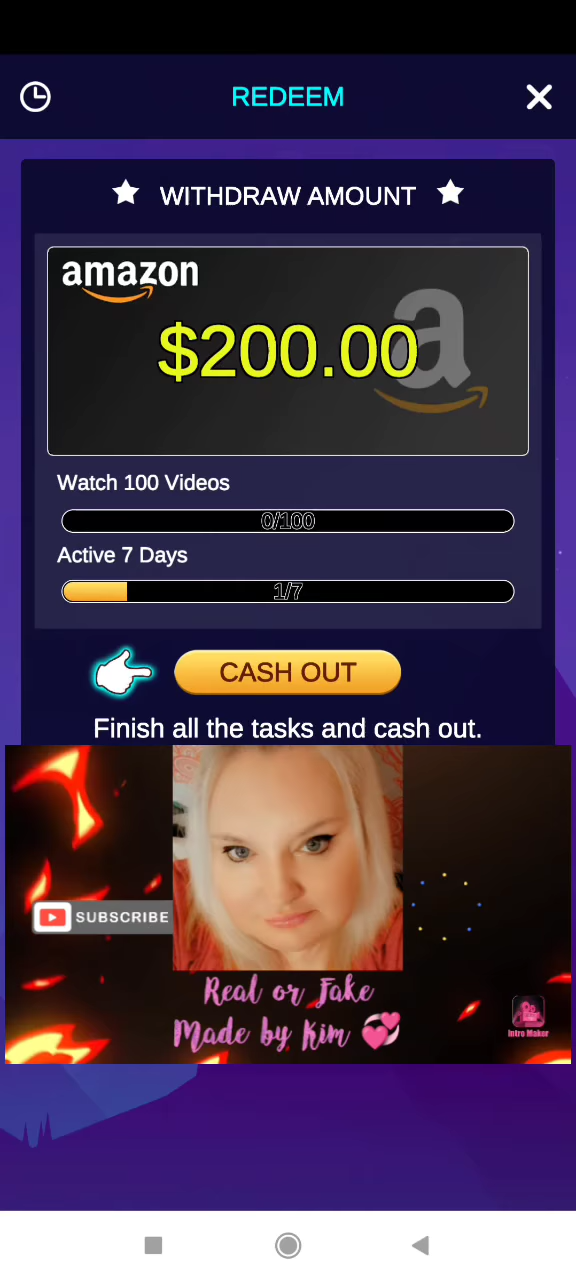 REDEEM
WITHDRAW AMOUNT
amazon
$200.00
Watch 100 Videos
0/100
Active 7 Days
1/7
CASH OUT
Finish all the tasks and cash out.
SUBSCRIBE
Real or Fake
Made by Kim
Intro Maker